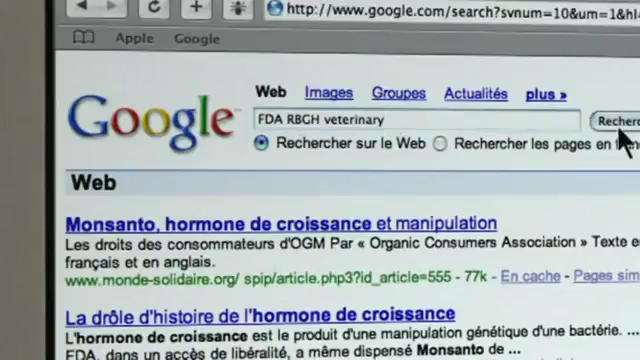 http://www.google.com/search?svnum=10&um=1&hl
Apple Google
Web Images Groupes Actualités plus »
Google
FDA RBGH veterinary
Rechercher sur le Web Rechercher les pages en
Web
Monsanto, hormone de croissance et manipulation
Les droits des consommateurs d'OGM Par « Organic Consumers Association » Texte e
français et en anglais.
www.monde-solidaire.org/ spip/article.php3?id_article=555 - 77k - En cache - Pages sim
La drôle d'histoire de l'hormone de croissance
L'hormone de croissance est le produit d'une manipulation génétique d'une bactérie. ...
FDA, dans un accès de libéralité, a même dispensé Monsanto de ...